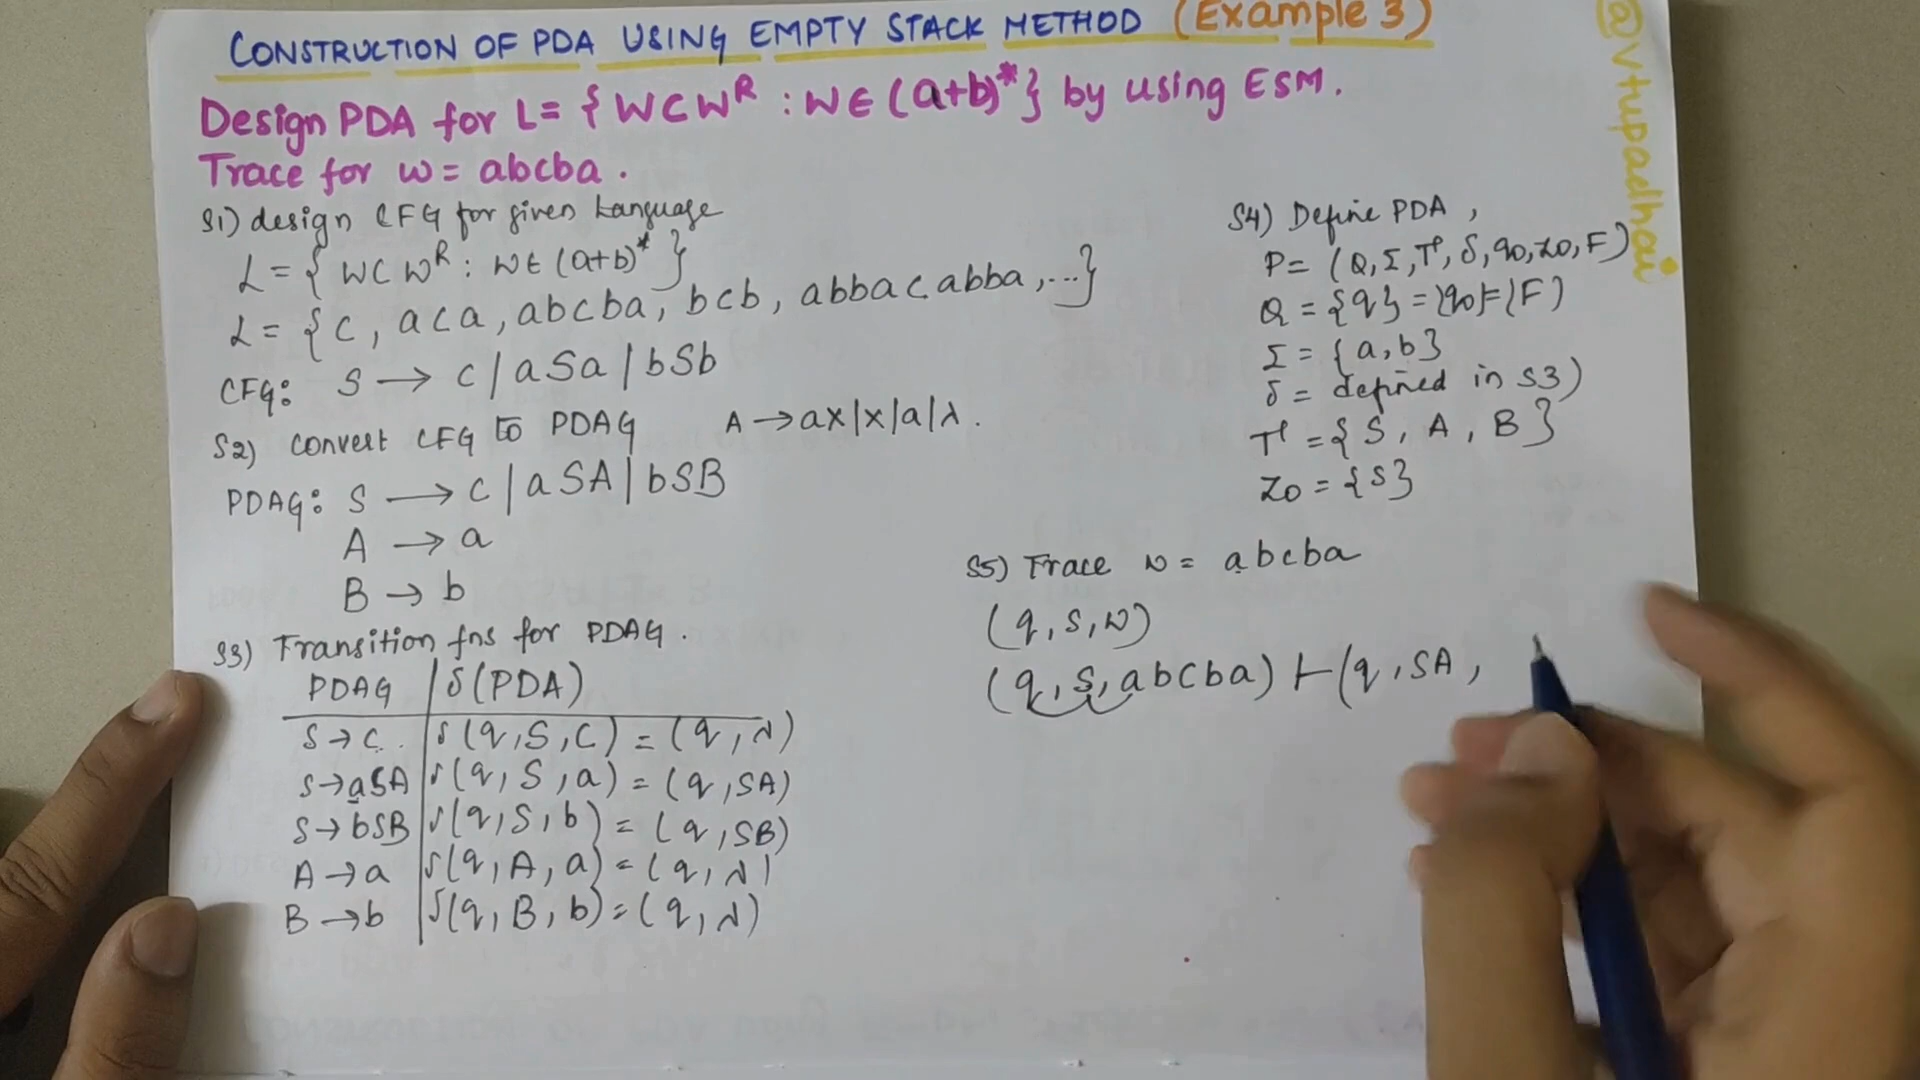 CONSTRUCTION OF PDA USING EMPTY STACK METHOD (Example 3)
Design PDA for L= { WCW^R : WE (a+b)^* } by using ESM.
Trace for w= abcba .
S1) design CFG for given Language
L = { WCW^R : WE (a+b)^* }
L = { C, aca, abcba, bcb, abbacabba,...}
CFG: S → C | aSa | bSb
S2) convert CFG to PDAG A → ax|x|a|λ .
PDAG: S → C | aSA | bSB
A → a
B → b
S3) Transition fns for PDAG .
PDAG | δ(PDA)
S→C. δ(q,S,C) = (q,λ)
S→aSA δ(q,S,a) = (q,SA)
S→bSB δ(q,S,b) = (q,SB)
A→a δ(q,A,a) = (q,λ)
B→b δ(q,B,b) = (q,λ)
S4) Define PDA ,
P= (Q,Σ,Γ,δ,q0,Z0,F)
Q = {q} = {q0} = {F}
Σ = {a,b}
δ = defined in S3)
Γ = {S, A, B}
Z0 = {S}
S5) Trace w = abcba
(q,S,w)
(q,S,abcba) ⊢ (q,SA,
@vtupadhai